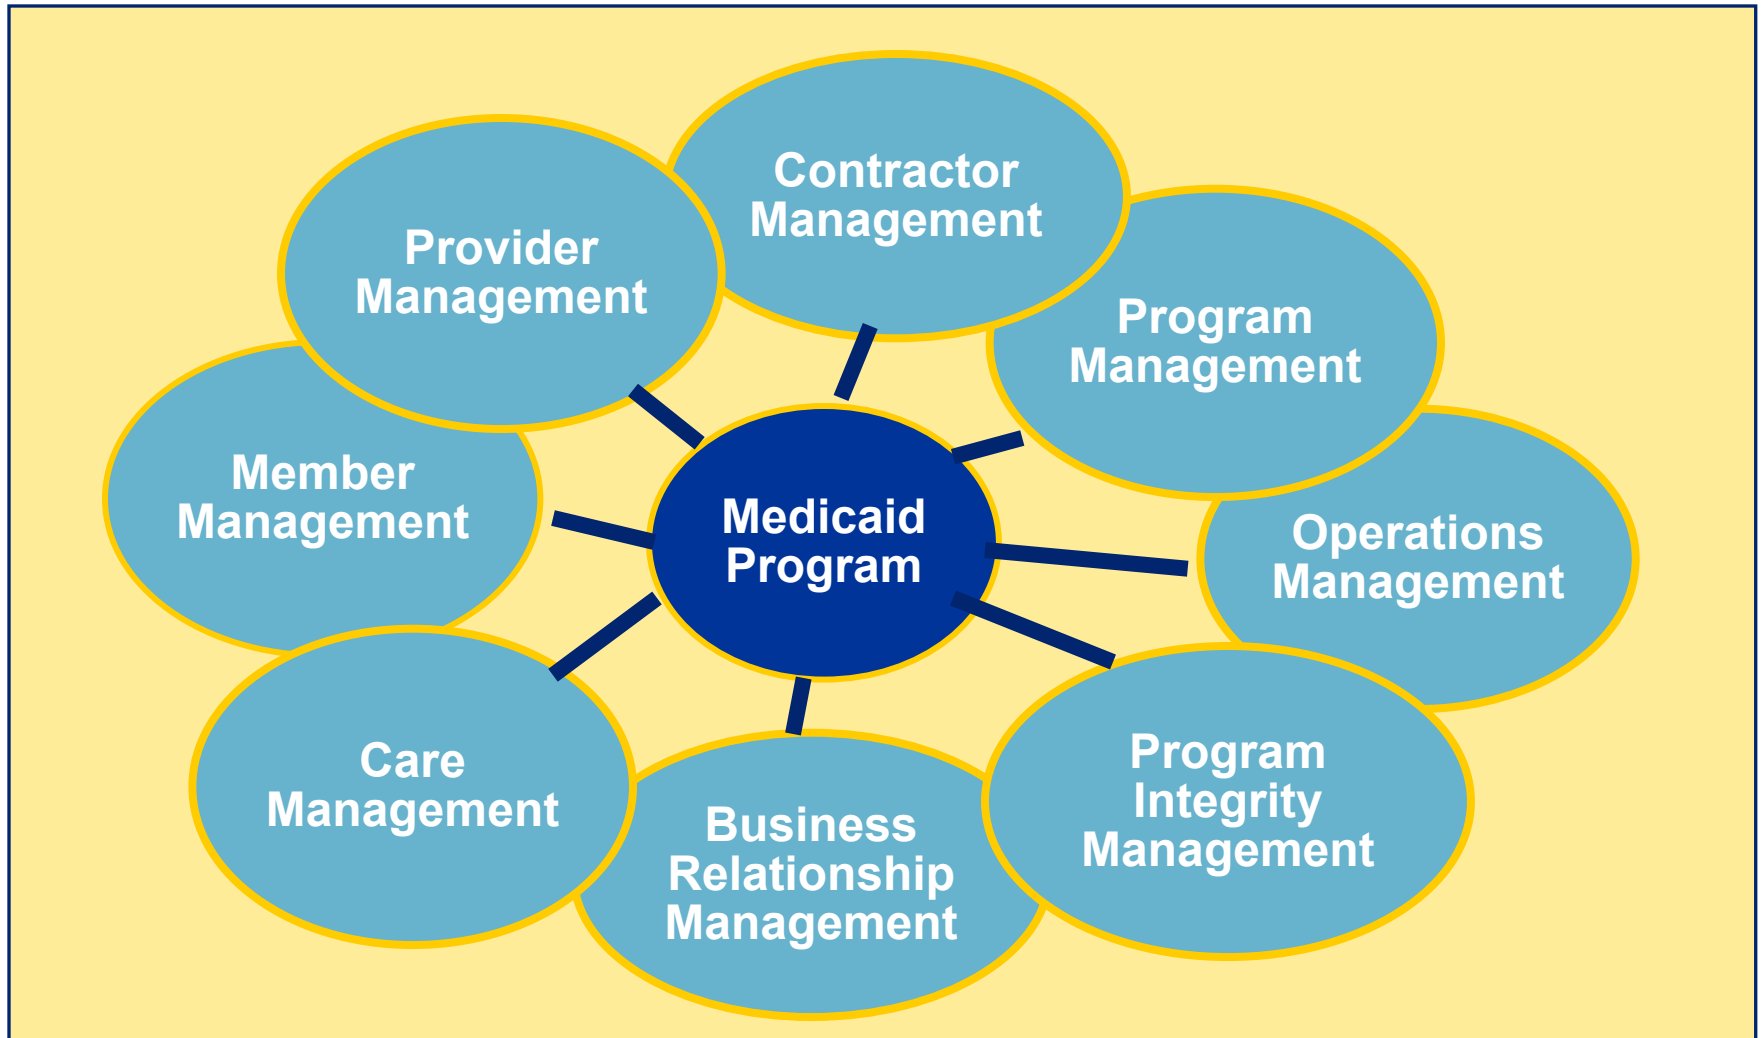 Contractor
Management
Provider
Management
Program
Management
Member
Management
Medicaid
Program
Operations
Management
Care
Management
Business
Relationship
Management
Program
Integrity
Management